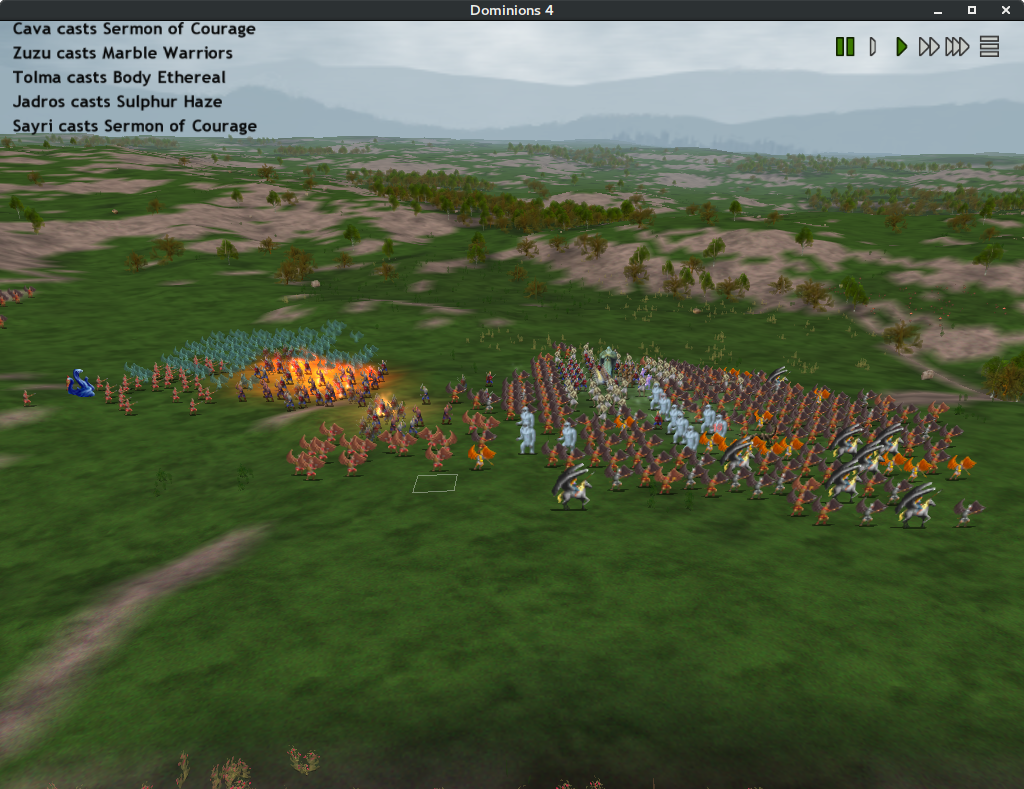 Dominions 4
Cava casts Sermon of Courage
Zuzu casts Marble Warriors
Tolma casts Body Ethereal
Jadros casts Sulphur Haze
Sayri casts Sermon of Courage